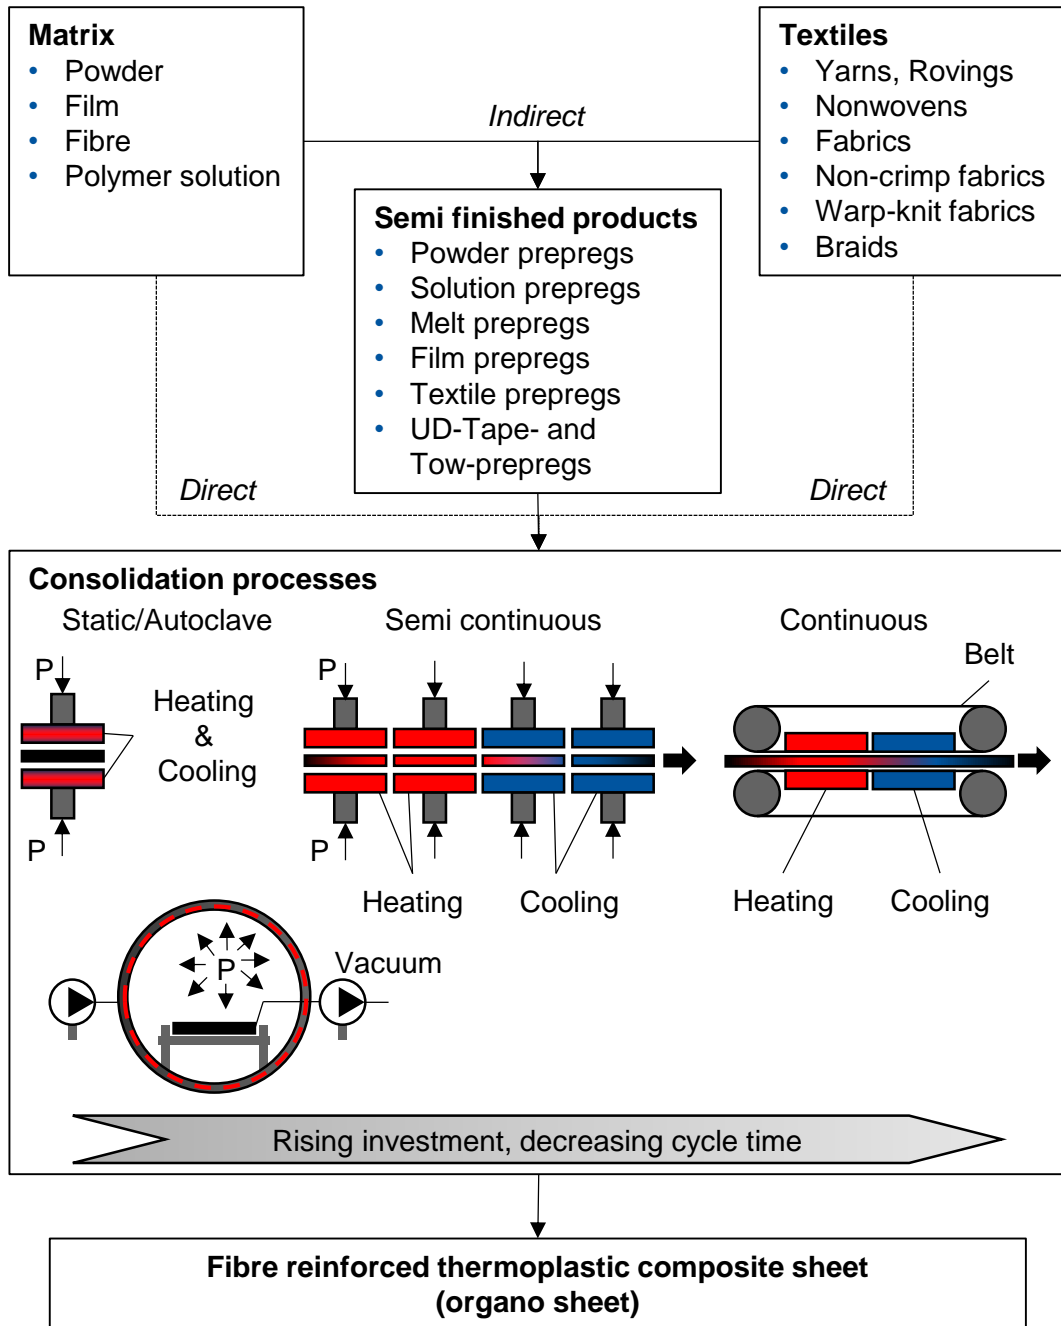 Matrix
• Powder
• Film
• Fibre
• Polymer solution
Textiles
• Yarns, Rovings
• Nonwovens
• Fabrics
• Non-crimp fabrics
• Warp-knit fabrics
• Braids
Indirect
Semi finished products
• Powder prepregs
• Solution prepregs
• Melt prepregs
• Film prepregs
• Textile prepregs
• UD-Tape- and
Tow-prepregs
Direct
Direct
Consolidation processes
Static/Autoclave
Semi continuous
Continuous
P
Heating
&
Cooling
P
P
P
Heating
Cooling
Belt
Heating
Cooling
P
Vacuum
Rising investment, decreasing cycle time
Fibre reinforced thermoplastic composite sheet
(organo sheet)